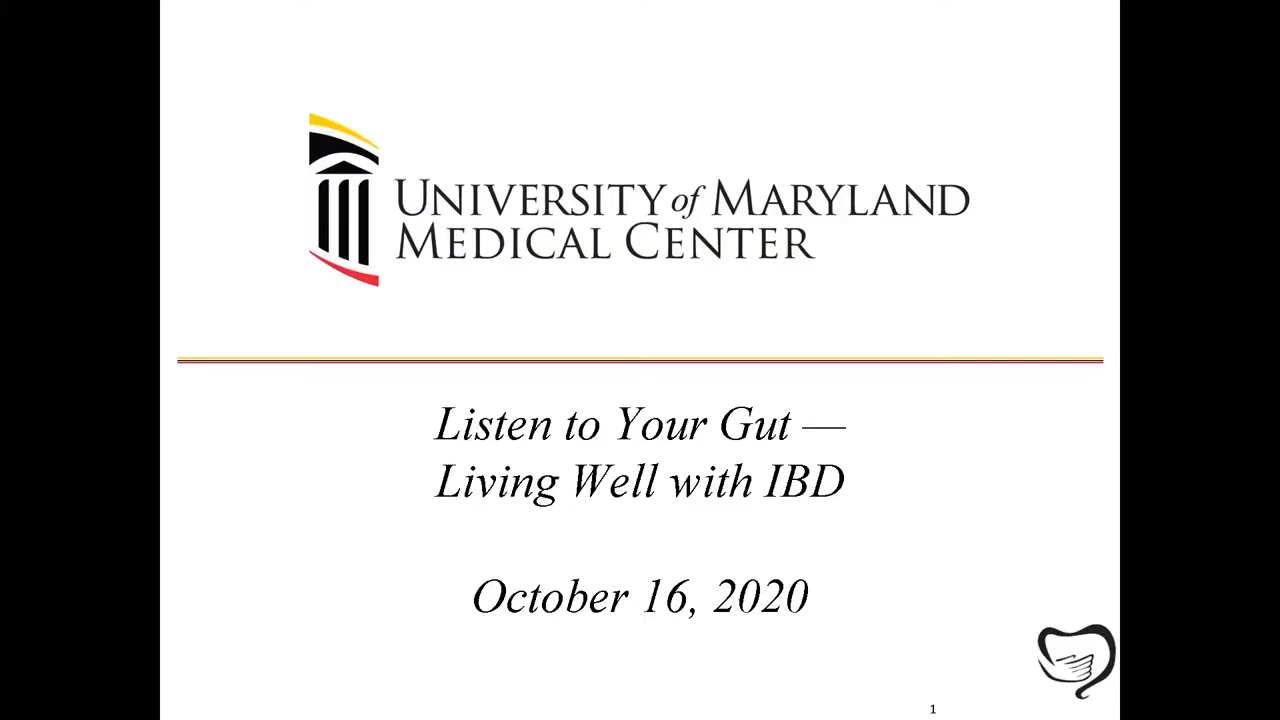 UNIVERSITY of MARYLAND
MEDICAL CENTER
Listen to Your Gut —
Living Well with IBD
October 16, 2020
1